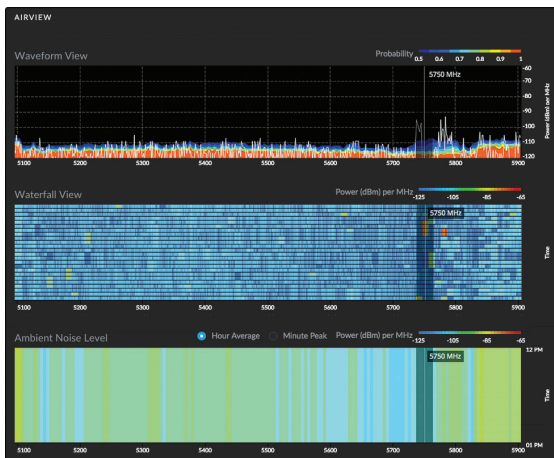 AIRVIEW
Waveform View
Probability 0.5 0.6 0.7 0.8 0.9 1
5750 MHz
-60
-70
-80
-90
-100
-110
-120
Power (dBm) per MHz
5100 5200 5300 5400 5500 5600 5700 5800 5900
Waterfall View
Power (dBm) per MHz -125 -105 -85 -65
5750 MHz
Time
5100 5200 5300 5400 5500 5600 5700 5800 5900
Ambient Noise Level
Hour Average Minute Peak Power (dBm) per MHz -125 -105 -85 -65
5750 MHz
12 PM
Time
01 PM
5100 5200 5300 5400 5500 5600 5700 5800 5900